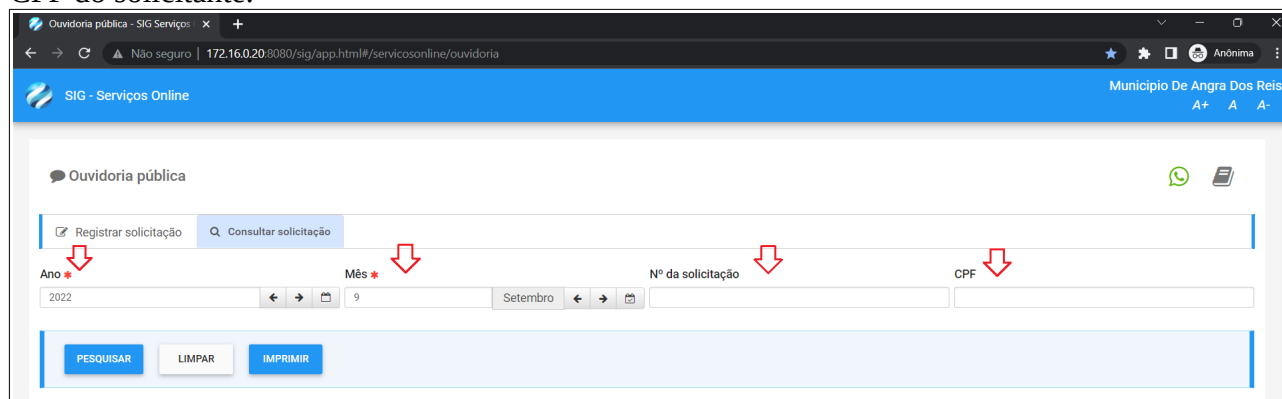 CPF do solicitante.
Ouvidoria pública - SIG Serviços
Não seguro | 172.16.0.20:8080/sig/app.html#/servicosonline/ouvidoria
Anônima
SIG - Serviços Online
Municipio De Angra Dos Reis
A+ A A-
Ouvidoria pública
Registrar solicitação Consultar solicitação
Ano * Mês * Nº da solicitação CPF
2022 9 Setembro
PESQUISAR LIMPAR IMPRIMIR